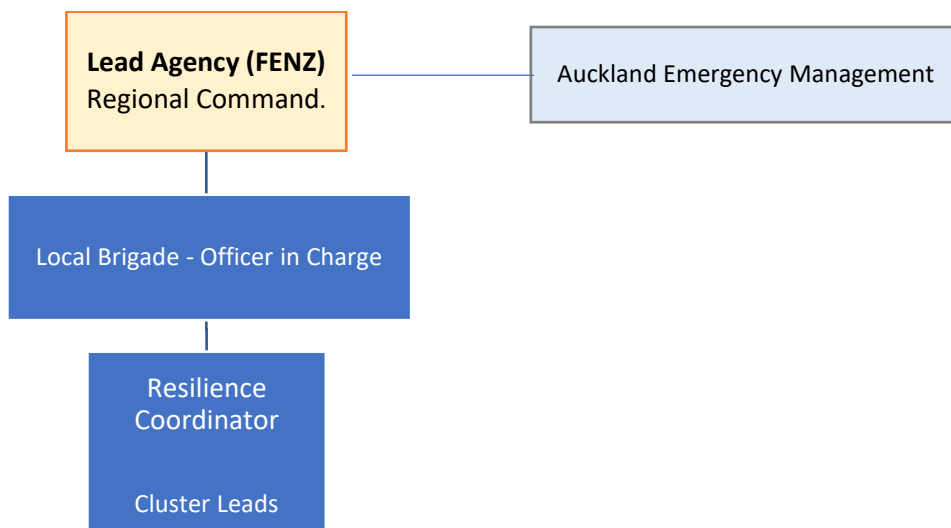 Lead Agency (FENZ)
Regional Command.
Auckland Emergency Management
Local Brigade - Officer in Charge
Resilience
Coordinator
Cluster Leads